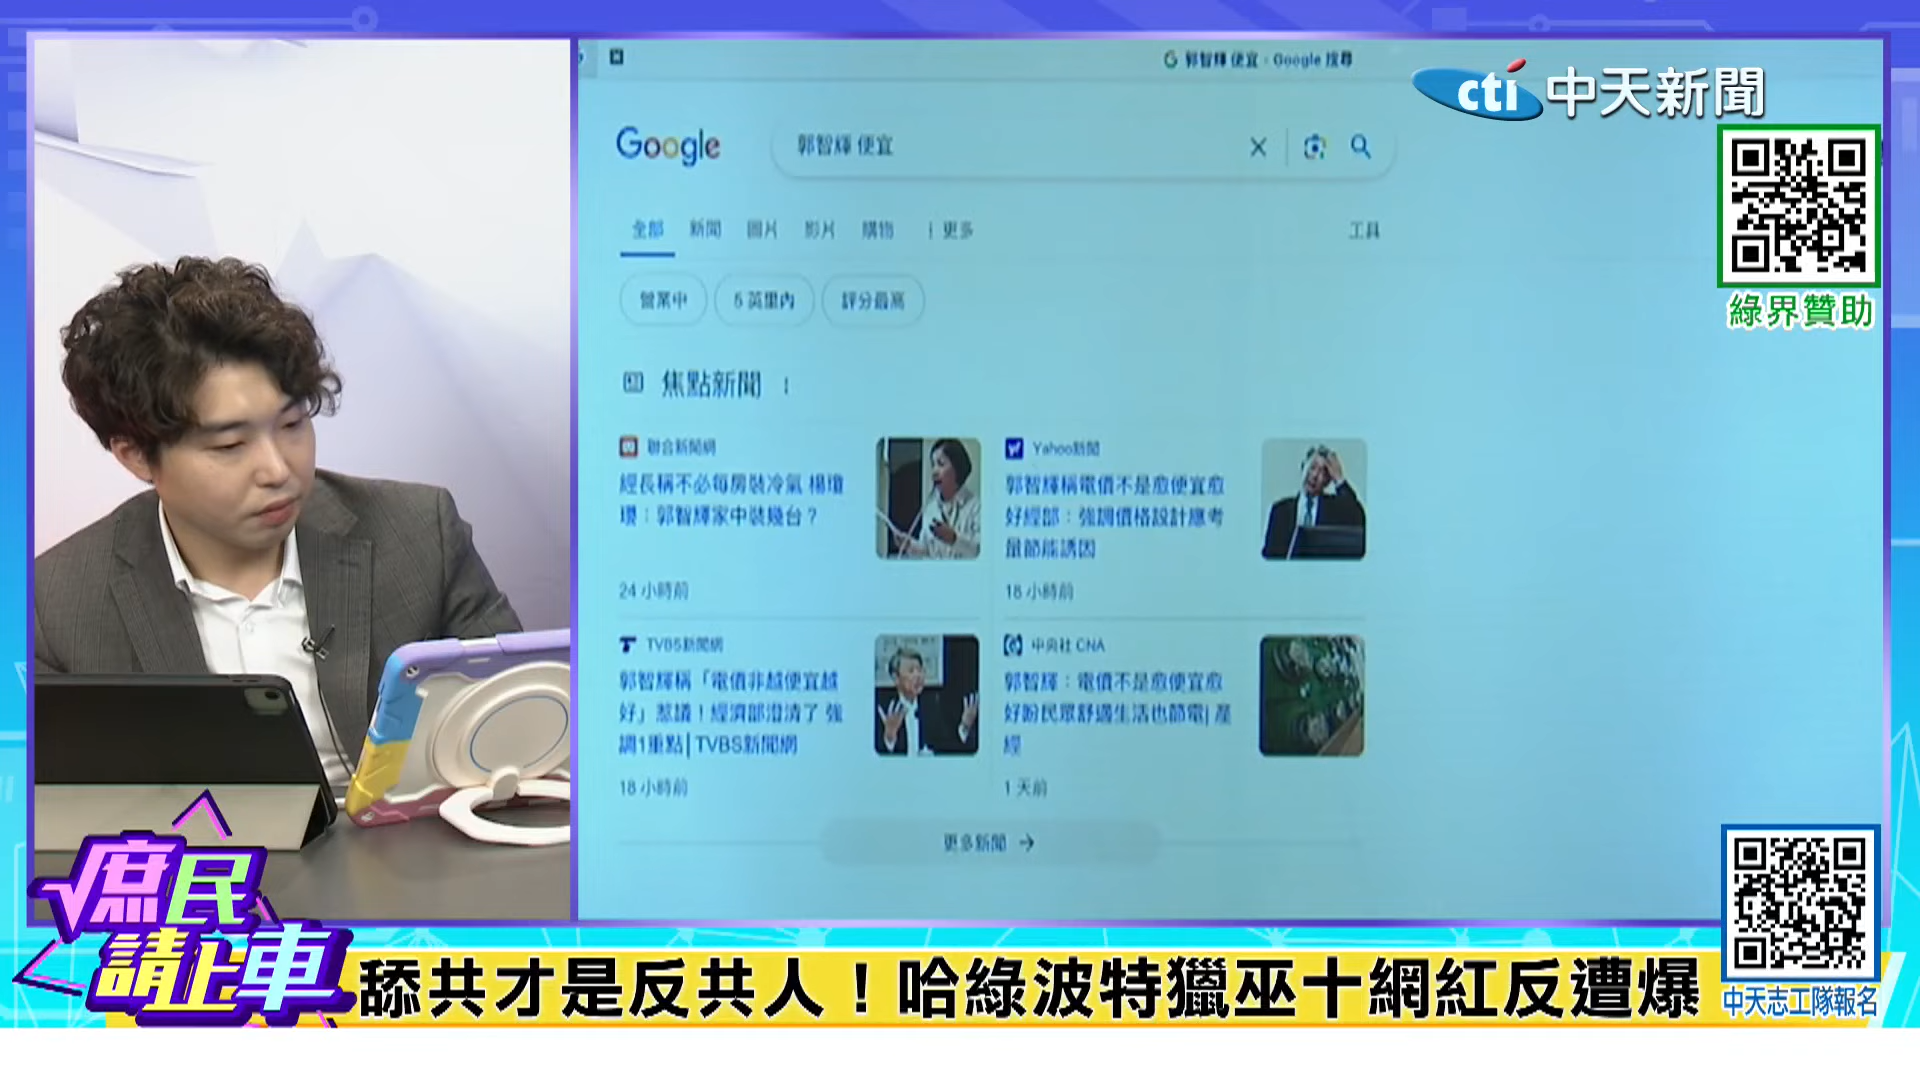 郭智輝 便宜 - Google 搜尋
cti 中天新聞
Google
郭智輝 便宜
全部 新聞 圖片 影片 購物 更多 工具
營業中 5 英里內 評分最高
綠界贊助
焦點新聞
聯合新聞網
經長稱不必每房裝冷氣 楊瓊
瓔：郭智輝家中裝幾台？
24 小時前
Yahoo新聞
郭智輝稱電價不是愈便宜愈
好經部：強調價格設計應考
量節能誘因
18 小時前
TVBS新聞網
郭智輝稱「電價非越便宜越
好」惹議！經濟部澄清了 強
調1重點│TVBS新聞網
18 小時前
中央社 CNA
郭智輝：電價不是愈便宜愈
好盼民眾舒適生活也節電| 產
經
1 天前
更多新聞
庶民
請上車
舔共才是反共人！哈綠波特獵巫十網紅反遭爆
中天志工隊報名